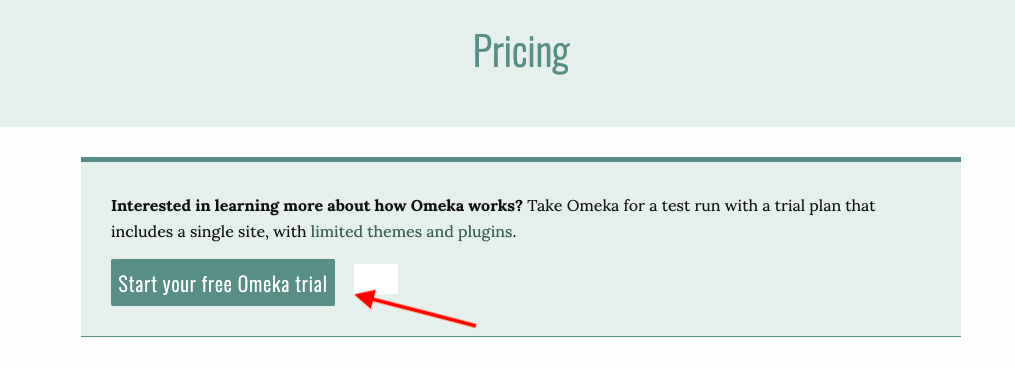 Pricing
Interested in learning more about how Omeka works? Take Omeka for a test run with a trial plan that
includes a single site, with limited themes and plugins.
Start your free Omeka trial